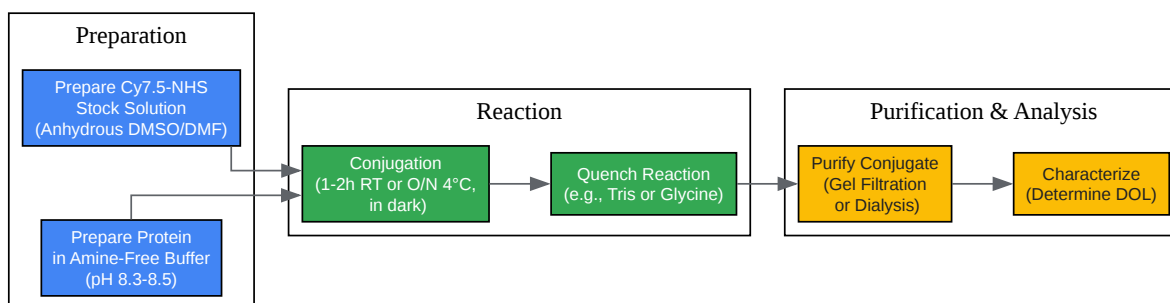 Preparation
Prepare Cy7.5-NHS
Stock Solution
(Anhydrous DMSO/DMF)
Prepare Protein
in Amine-Free Buffer
(pH 8.3-8.5)
Reaction
Conjugation
(1-2h RT or O/N 4°C,
in dark)
Quench Reaction
(e.g., Tris or Glycine)
Purification & Analysis
Purify Conjugate
(Gel Filtration
or Dialysis)
Characterize
(Determine DOL)